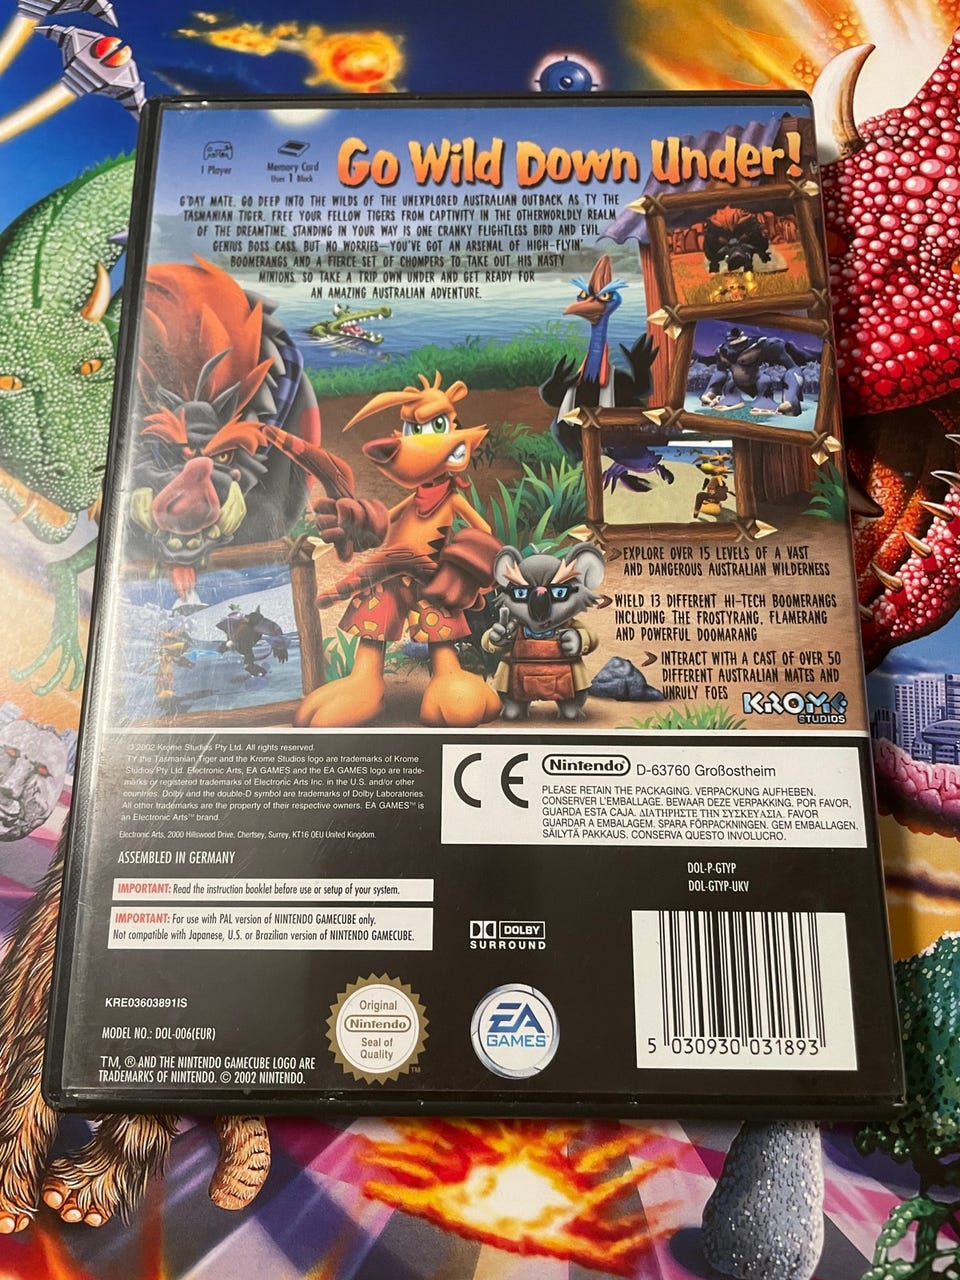 1 Player
Memory Card
Uses 1 Block
Go Wild Down Under!
G'DAY MATE. GO DEEP INTO THE WILDS OF THE UNEXPLORED AUSTRALIAN OUTBACK AS TY THE
TASMANIAN TIGER. FREE YOUR FELLOW TIGERS FROM CAPTIVITY IN THE OTHERWORLDLY REALM
OF THE DREAMTIME. STANDING IN YOUR WAY IS ONE CRANKY FLIGHTLESS BIRD AND EVIL
GENIUS BOSS CASS. BUT NO WORRIES—YOU'VE GOT AN ARSENAL OF HIGH-FLYIN'
BOOMERANGS AND A FIERCE SET OF CHOMPERS TO TAKE OUT HIS NASTY
MINIONS. SO TAKE A TRIP OWN UNDER AND GET READY FOR
AN AMAZING AUSTRALIAN ADVENTURE.
EXPLORE OVER 15 LEVELS OF A VAST
AND DANGEROUS AUSTRALIAN WILDERNESS
WIELD 13 DIFFERENT HI-TECH BOOMERANGS
INCLUDING THE FROSTYRANG, FLAMERANG
AND POWERFUL DOOMARANG
INTERACT WITH A CAST OF OVER 50
DIFFERENT AUSTRALIAN MATES AND
UNRULY FOES
KROME
STUDIOS
© 2002 Krome Studios Pty Ltd. All rights reserved.
TY the Tasmanian Tiger and the Krome Studios logo are trademarks of Krome
Studios Pty Ltd. Electronic Arts, EA GAMES and the EA GAMES logo are trade-
marks or registered trademarks of Electronic Arts Inc. in the U.S. and/or other
countries. Dolby and the double-D symbol are trademarks of Dolby Laboratories.
All other trademarks are the property of their respective owners. EA GAMES™ is
an Electronic Arts™ brand.
Electronic Arts, 2000 Hillswood Drive, Chertsey, Surrey, KT16 0EU United Kingdom.
CE
Nintendo D-63760 Großostheim
PLEASE RETAIN THE PACKAGING. VERPACKUNG AUFHEBEN.
CONSERVER L'EMBALLAGE. BEWAAR DEZE VERPAKKING. POR FAVOR,
GUARDA ESTA CAJA. ΔΙΑΤΗΡΗΣΤΕ ΤΗΝ ΣΥΣΚΕΥΑΣΙΑ. FAVOR
GUARDAR A EMBALAGEM. SPARA FÖRPACKNINGEN. GEM EMBALLAGEN.
SÄILYTÄ PAKKAUS. CONSERVA QUESTO INVOLUCRO.
ASSEMBLED IN GERMANY
DOL-P-GTYP
DOL-GTYP-UKV
IMPORTANT: Read the instruction booklet before use or setup of your system.
IMPORTANT: For use with PAL version of NINTENDO GAMECUBE only.
Not compatible with Japanese, U.S. or Brazilian version of NINTENDO GAMECUBE.
DOLBY
SURROUND
KRE03603891IS
MODEL NO.: DOL-006(EUR)
TM, ® AND THE NINTENDO GAMECUBE LOGO ARE
TRADEMARKS OF NINTENDO. © 2002 NINTENDO.
Original
Nintendo
Seal of
Quality
TM
EA
GAMES™
5 030930 031893